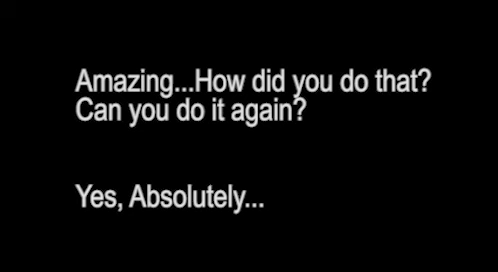 Amazing...How did you do that?
Can you do it again?
Yes, Absolutely...